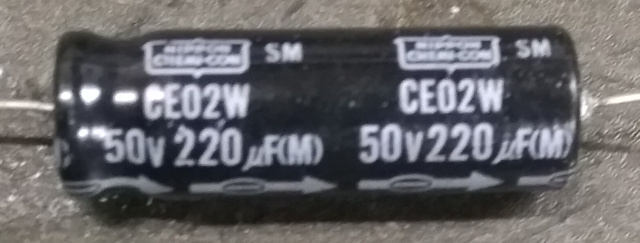 NIPPON
CHEMI-CON
SM
CE02W
50V 220µF(M)
NIPPON
CHEMI-CON
SM
CE02W
50V 220µF(M)